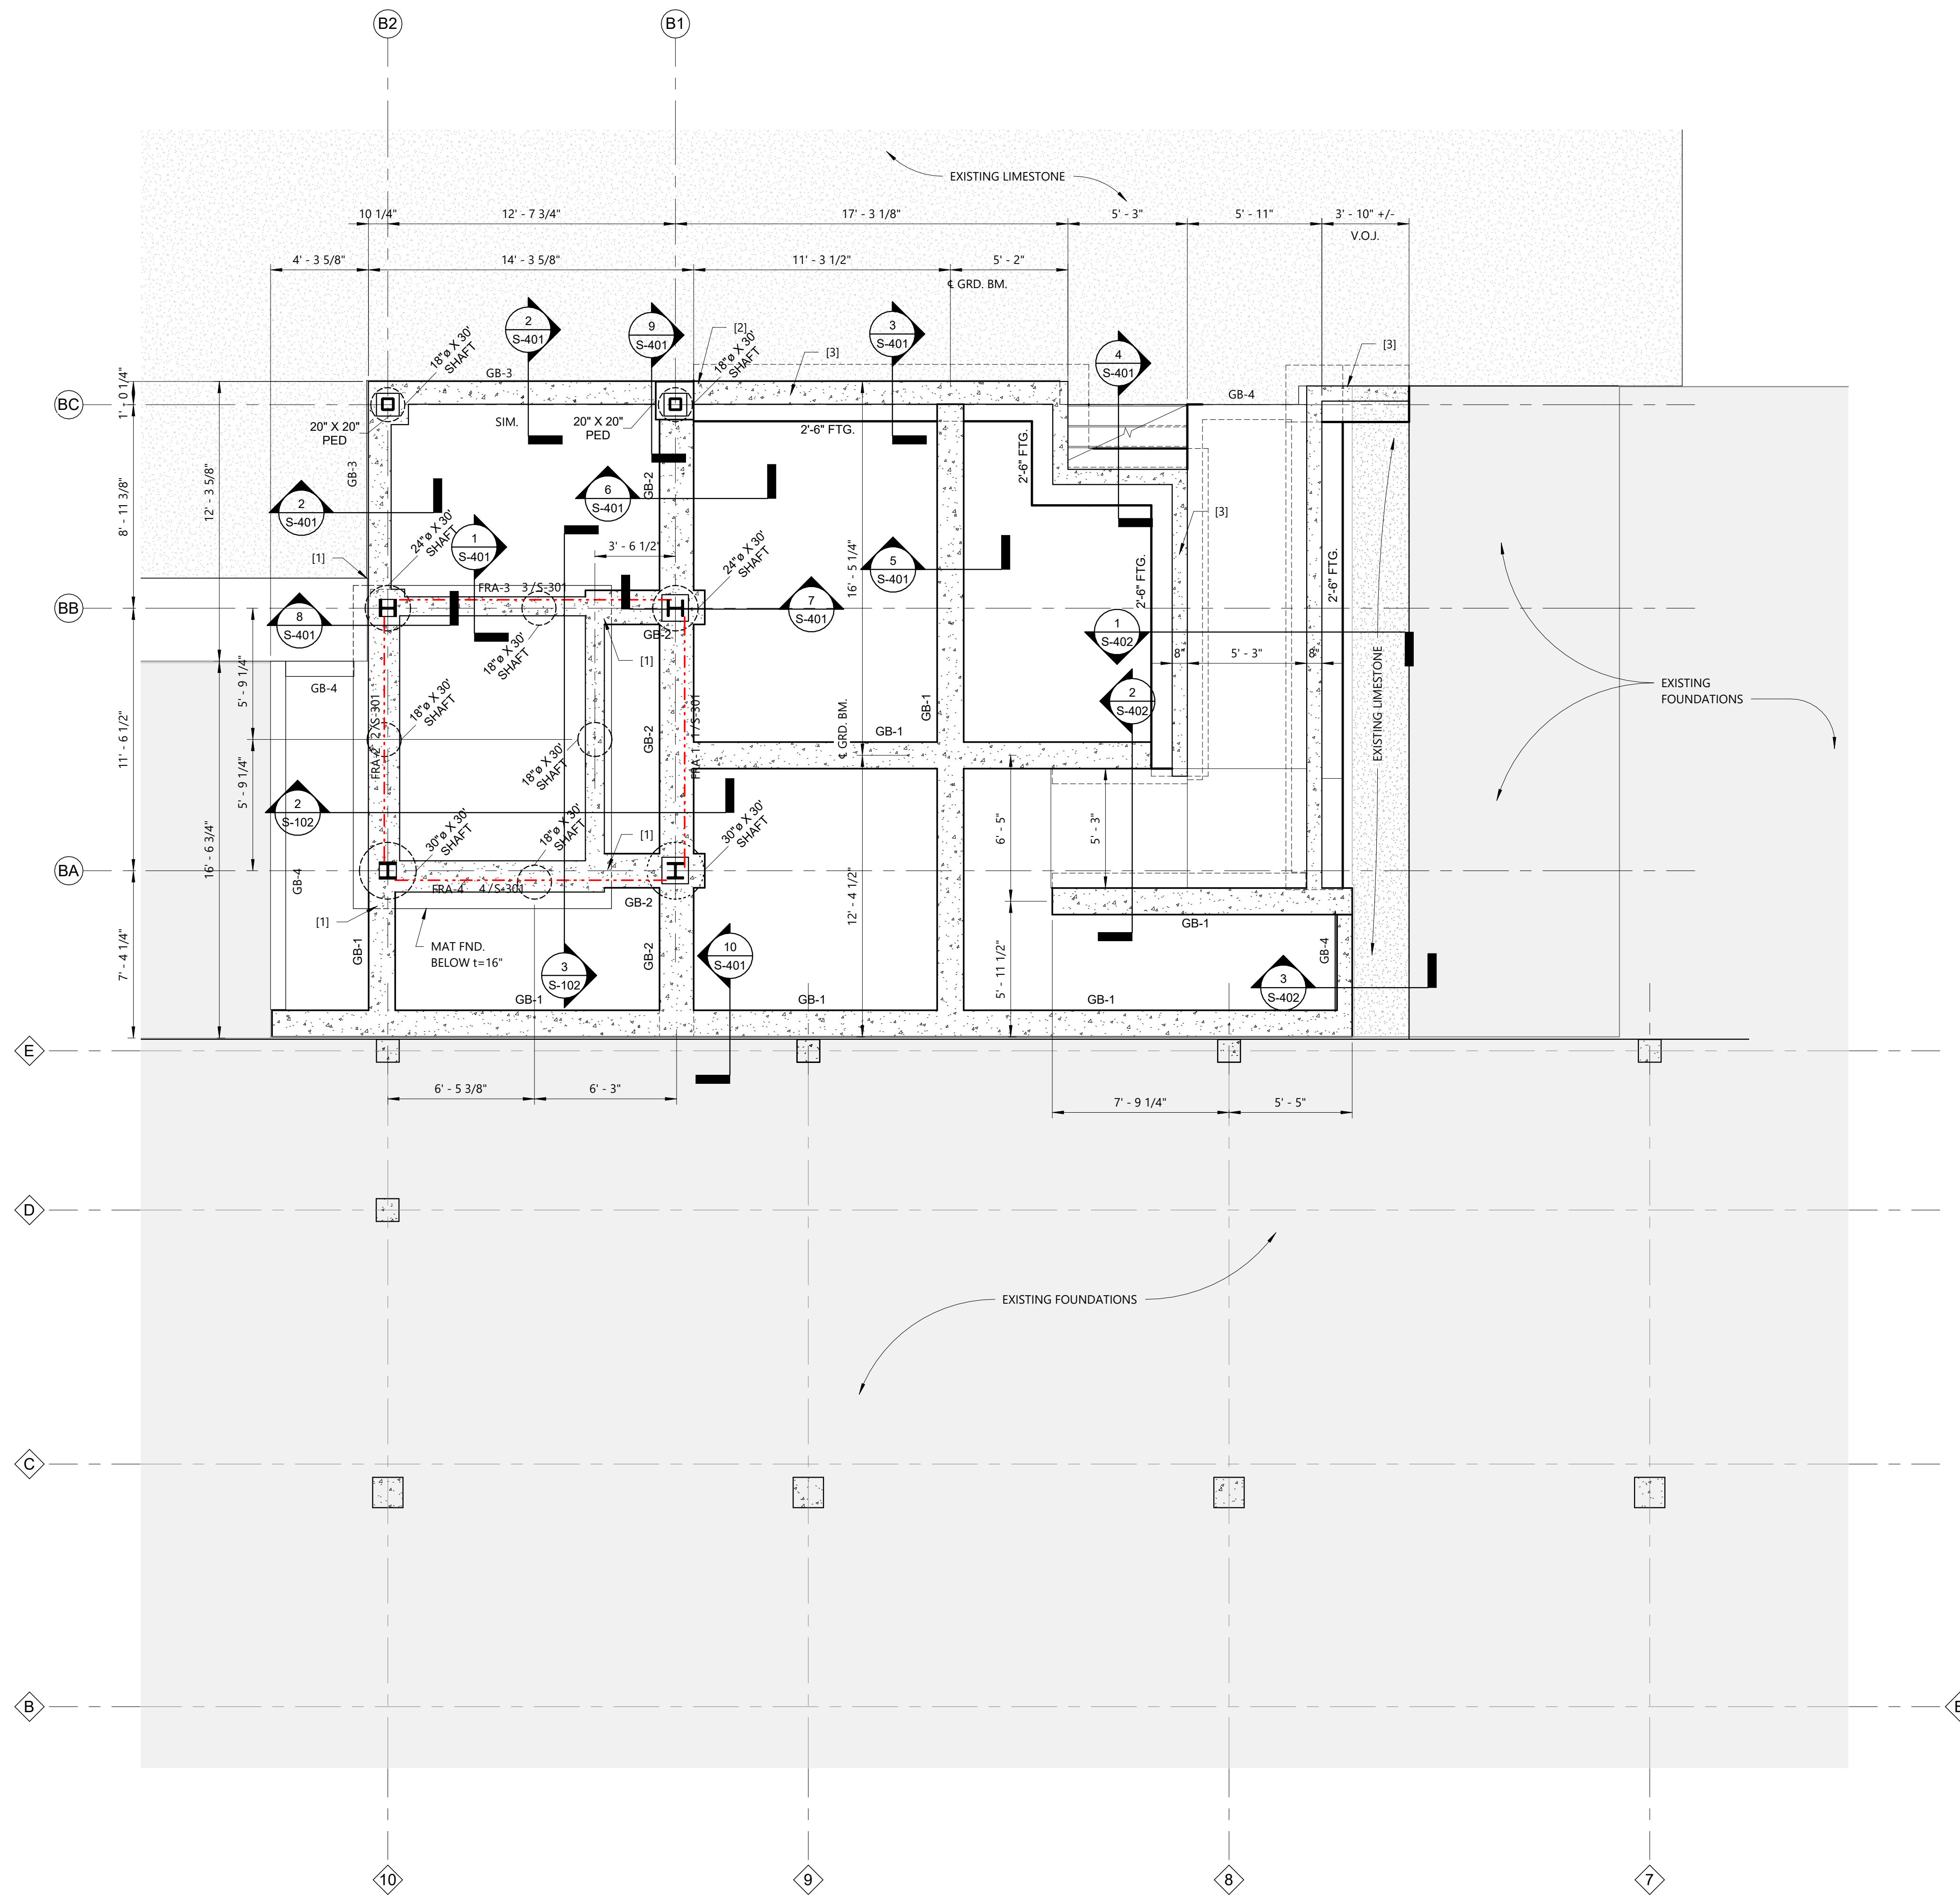 B2
B1
EXISTING LIMESTONE
10 1/4"
12' - 7 3/4"
17' - 3 1/8"
5' - 3"
5' - 11"
3' - 10" +/-
V.O.J.
4' - 3 5/8"
14' - 3 5/8"
11' - 3 1/2"
5' - 2"
℄ GRD. BM.
2
S-401
9
S-401
3
S-401
4
S-401
[2]
[3]
[3]
18"ø X 30'
SHAFT
18"ø X 30'
SHAFT
GB-3
GB-4
1' - 0 1/4"
BC
20" X 20"
PED
SIM.
20" X 20"
PED
2'-6" FTG.
2'-6" FTG.
8' - 11 3/8"
12' - 3 5/8"
GB-3
GB-2
2
S-401
6
S-401
1
S-401
24"ø X 30'
SHAFT
24"ø X 30'
SHAFT
3' - 6 1/2"
[3]
5
S-401
16' - 5 1/4"
[1]
FRA-3
3 /S-301
2'-6" FTG.
2'-6" FTG.
BB
8
S-401
7
S-401
1
S-402
GB-2
18"ø X 30'
SHAFT
[1]
8"
5' - 3"
8"
EXISTING LIMESTONE
EXISTING
FOUNDATIONS
GB-4
5' - 9 1/4"
11' - 6 1/2"
18"ø X 30'
SHAFT
FRA-2
2 /S-301
GB-2
FRA-1
1 /S-301
GB-1
2
S-402
℄ GRD. BM.
GB-1
18"ø X 30'
SHAFT
5' - 9 1/4"
2
S-102
16' - 6 3/4"
30"ø X 30'
SHAFT
18"ø X 30'
SHAFT
[1]
30"ø X 30'
SHAFT
6' - 5"
5' - 3"
BA
GB-4
FRA-4
4 /S-301
GB-2
12' - 4 1/2"
[1]
GB-1
MAT FND.
BELOW t=16"
GB-2
10
S-401
3
S-102
GB-1
GB-4
7' - 4 1/4"
5' - 11 1/2"
3
S-402
GB-1
GB-1
GB-1
E
6' - 5 3/8"
6' - 3"
7' - 9 1/4"
5' - 5"
D
EXISTING FOUNDATIONS
C
B
10
9
8
7